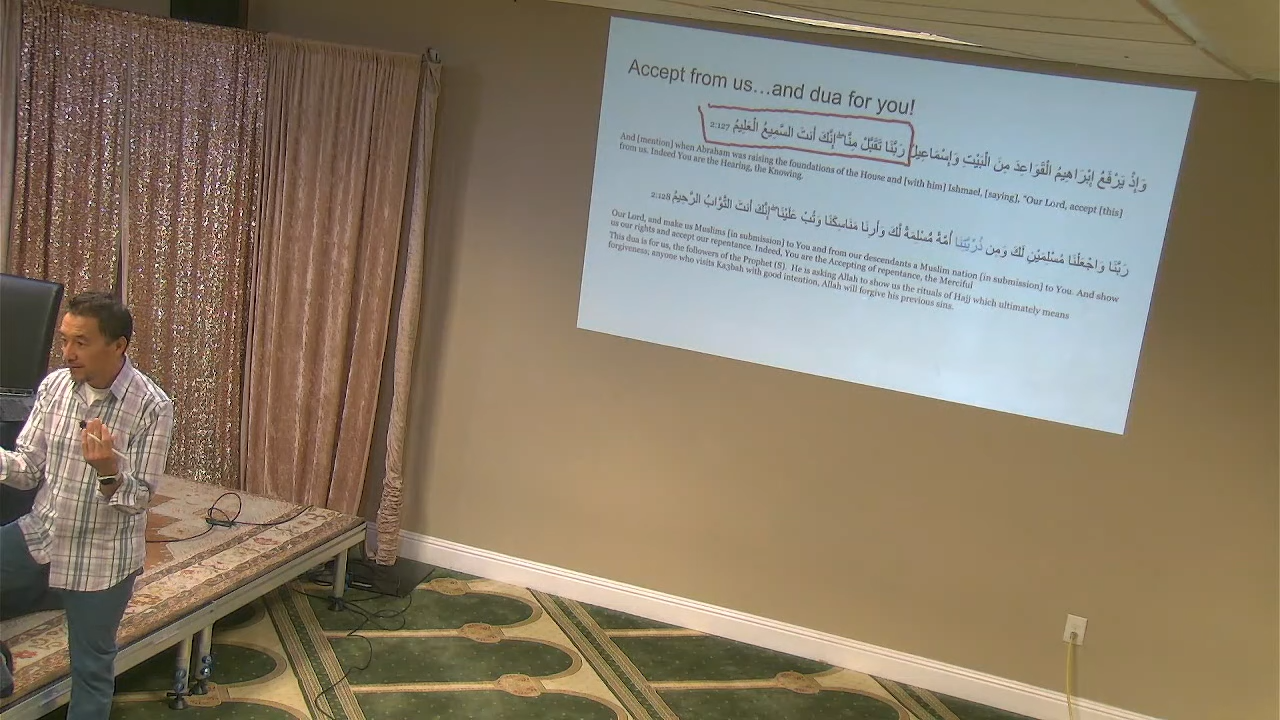 Accept from us...and dua for you!
وَإِذْ يَرْفَعُ إِبْرَاهِيمُ الْقَوَاعِدَ مِنَ الْبَيْتِ وَإِسْمَاعِيلُ رَبَّنَا تَقَبَّلْ مِنَّا ۖ إِنَّكَ أَنتَ السَّمِيعُ الْعَلِيمُ 2:127
And [mention] when Abraham was raising the foundations of the House and [with him] Ishmael, [saying], "Our Lord, accept [this]
from us. Indeed You are the Hearing, the Knowing.
رَبَّنَا وَاجْعَلْنَا مُسْلِمَيْنِ لَكَ وَمِن ذُرِّيَّتِنَا أُمَّةً مُّسْلِمَةً لَّكَ وَأَرِنَا مَنَاسِكَنَا وَتُبْ عَلَيْنَا ۖ إِنَّكَ أَنتَ التَّوَّابُ الرَّحِيمُ 2:128
Our Lord, and make us Muslims [in submission] to You and from our descendants a Muslim nation [in submission] to You. And show
us our rights and accept our repentance. Indeed, You are the Accepting of repentance, the Merciful
This dua is for us, the followers of the Prophet (S). He is asking Allah to show us the rituals of Hajj which ultimately means
forgiveness; anyone who visits Ka3bah with good intention, Allah will forgive his previous sins.